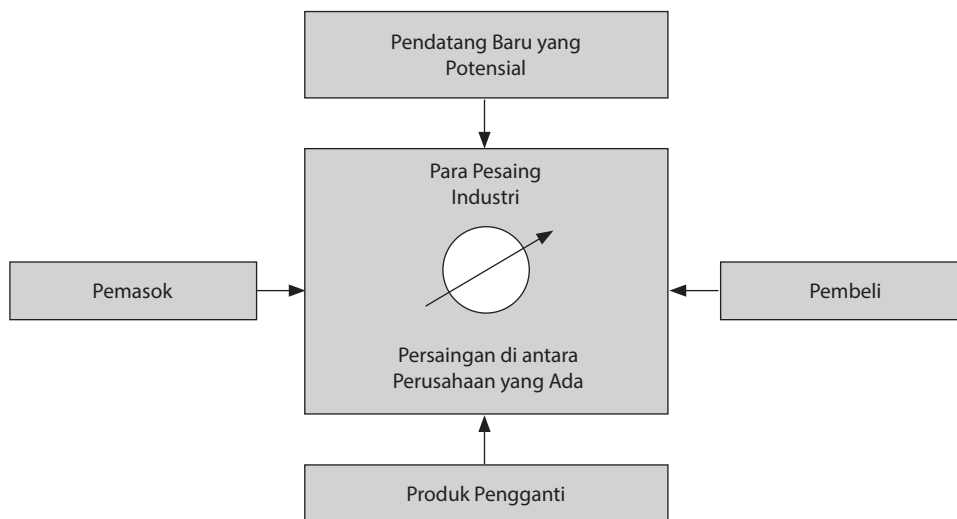 Pendatang Baru yang
Potensial
Para Pesaing
Industri
Pemasok
Pembeli
Persaingan di antara
Perusahaan yang Ada
Produk Pengganti